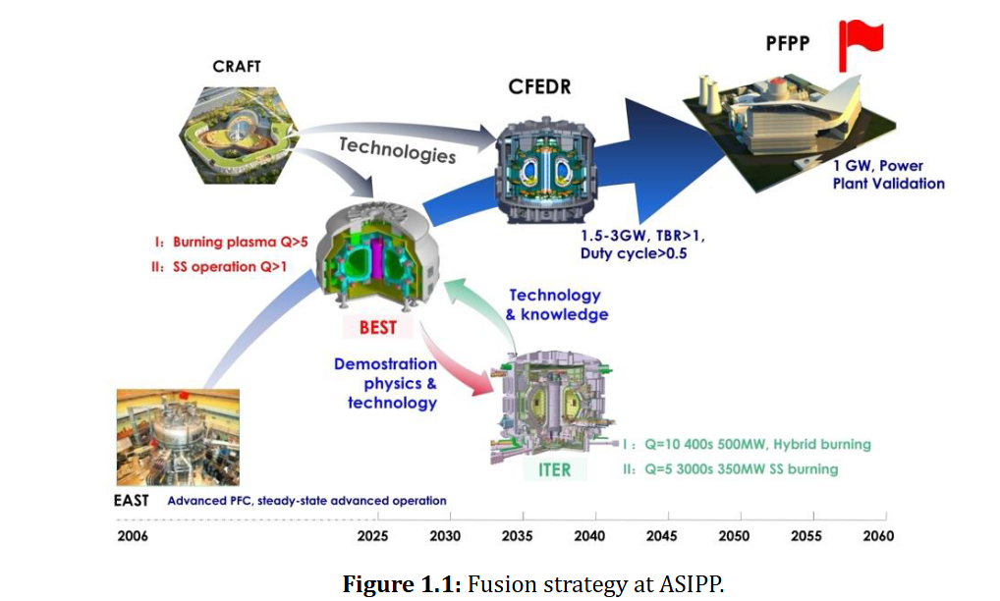 PFPP
CRAFT
CFEDR
Technologies
1 GW, Power
Plant Validation
I: Burning plasma Q>5
II: SS operation Q>1
1.5-3GW, TBR>1,
Duty cycle>0.5
Technology
& knowledge
BEST
Demostration
physics &
technology
I : Q=10 400s 500MW, Hybrid burning
II: Q=5 3000s 350MW SS burning
ITER
EAST Advanced PFC, steady-state advanced operation
2006 2025 2030 2035 2040 2045 2050 2055 2060
Figure 1.1: Fusion strategy at ASIPP.